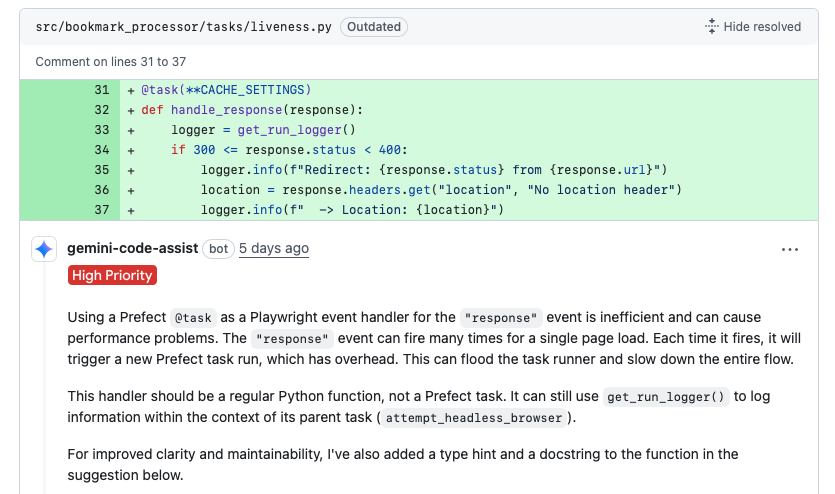 src/bookmark_processor/tasks/liveness.py Outdated Hide resolved
Comment on lines 31 to 37
31 + @task(**CACHE_SETTINGS)
32 + def handle_response(response):
33 +     logger = get_run_logger()
34 +     if 300 <= response.status < 400:
35 +         logger.info(f"Redirect: {response.status} from {response.url}")
36 +         location = response.headers.get("location", "No location header")
37 +         logger.info(f"  -> Location: {location}")
gemini-code-assist bot 5 days ago
High Priority
Using a Prefect @task as a Playwright event handler for the "response" event is inefficient and can cause
performance problems. The "response" event can fire many times for a single page load. Each time it fires, it will
trigger a new Prefect task run, which has overhead. This can flood the task runner and slow down the entire flow.
This handler should be a regular Python function, not a Prefect task. It can still use get_run_logger() to log
information within the context of its parent task (attempt_headless_browser).
For improved clarity and maintainability, I've also added a type hint and a docstring to the function in the
suggestion below.